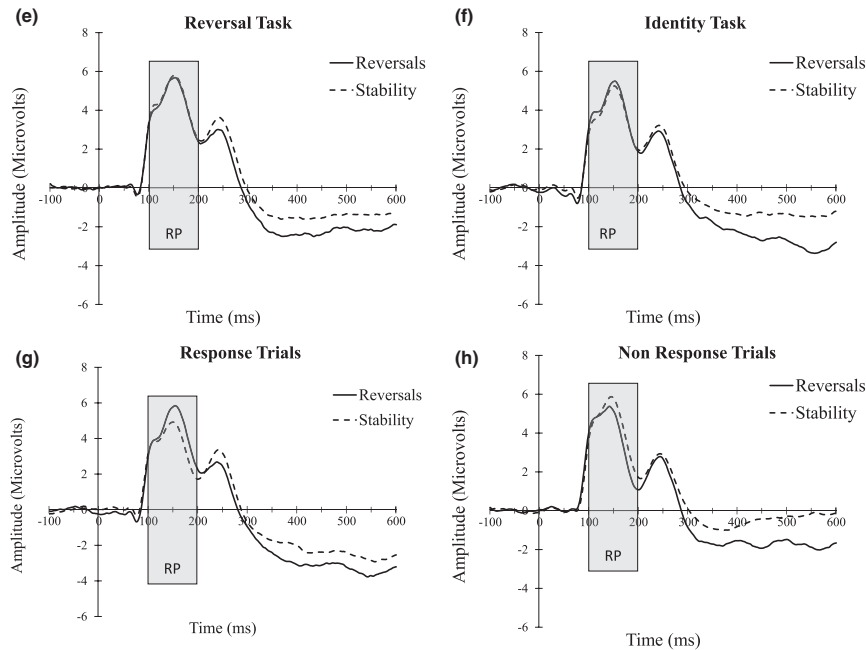 (e)
Reversal Task
Amplitude (Microvolts)
8
6
4
2
0
-2
-4
-6
-100
0
100
200
300
400
500
600
Reversals
Stability
RP
Time (ms)
(f)
Identity Task
Amplitude (Microvolts)
8
6
4
2
0
-2
-4
-6
-100
0
100
200
300
400
500
600
Reversals
Stability
RP
Time (ms)
(g)
Response Trials
Amplitude (Microvolts)
8
6
4
2
0
-2
-4
-6
-100
0
100
200
300
400
500
600
Reversals
Stability
RP
Time (ms)
(h)
Non Response Trials
Amplitude (Microvolts)
8
6
4
2
0
-2
-4
-6
-100
0
100
200
300
400
500
600
Reversals
Stability
RP
Time (ms)